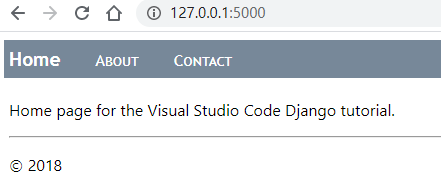 127.0.0.1:5000
Home About Contact
Home page for the Visual Studio Code Django tutorial.
© 2018